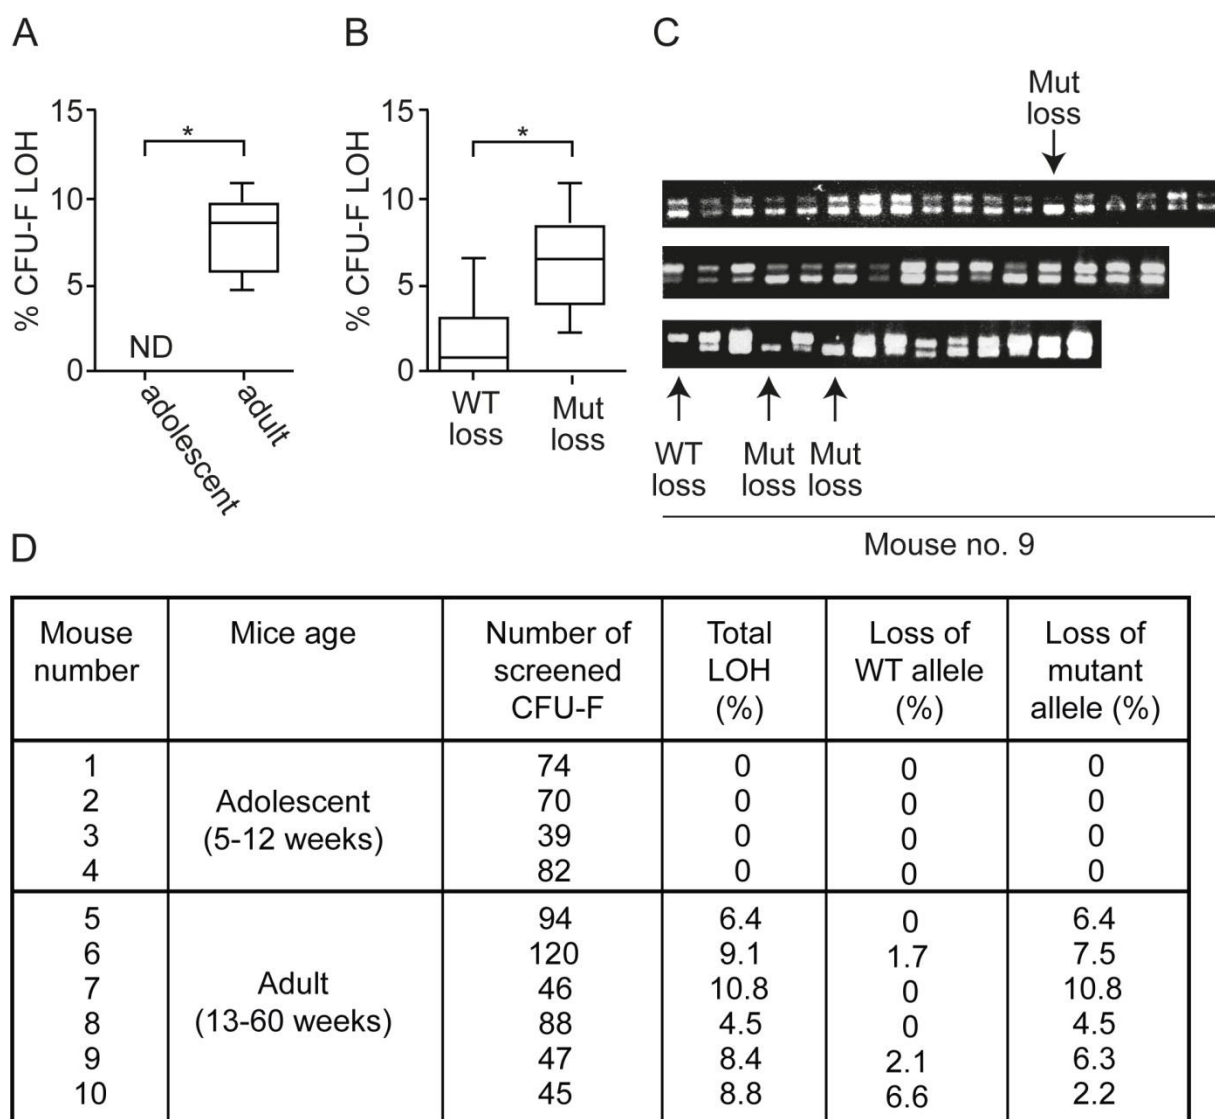 A
% CFU-F LOH
15
10
5
0
*
ND
adolescent
adult
B
% CFU-F LOH
15
10
5
0
*
WT
loss
Mut
loss
C
Mut
loss
WT
loss
Mut
loss
Mut
loss
Mouse no. 9
D
Mouse number Mice age Number of screened CFU-F Total LOH (%) Loss of WT allele (%) Loss of mutant allele (%)
1 74 0 0 0
2 Adolescent 70 0 0 0
3 (5-12 weeks) 39 0 0 0
4 82 0 0 0
5 94 6.4 0 6.4
6 120 9.1 1.7 7.5
7 Adult 46 10.8 0 10.8
8 (13-60 weeks) 88 4.5 0 4.5
9 47 8.4 2.1 6.3
10 45 8.8 6.6 2.2